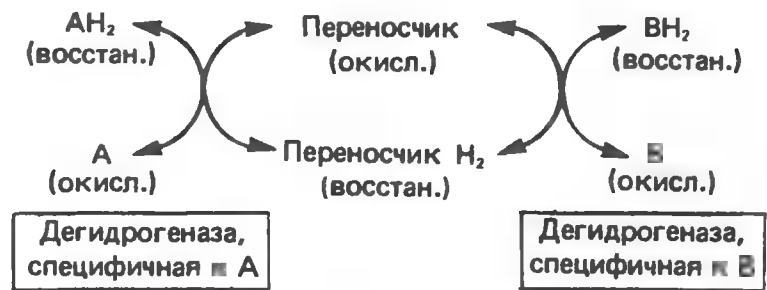 AH₂
(восстан.)
Переносчик
(окисл.)
BH₂
(восстан.)
A
(окисл.)
Переносчик H₂
(восстан.)
(окисл.)
Дегидрогеназа,
специфичная к A
Дегидрогеназа,
специфичная к B